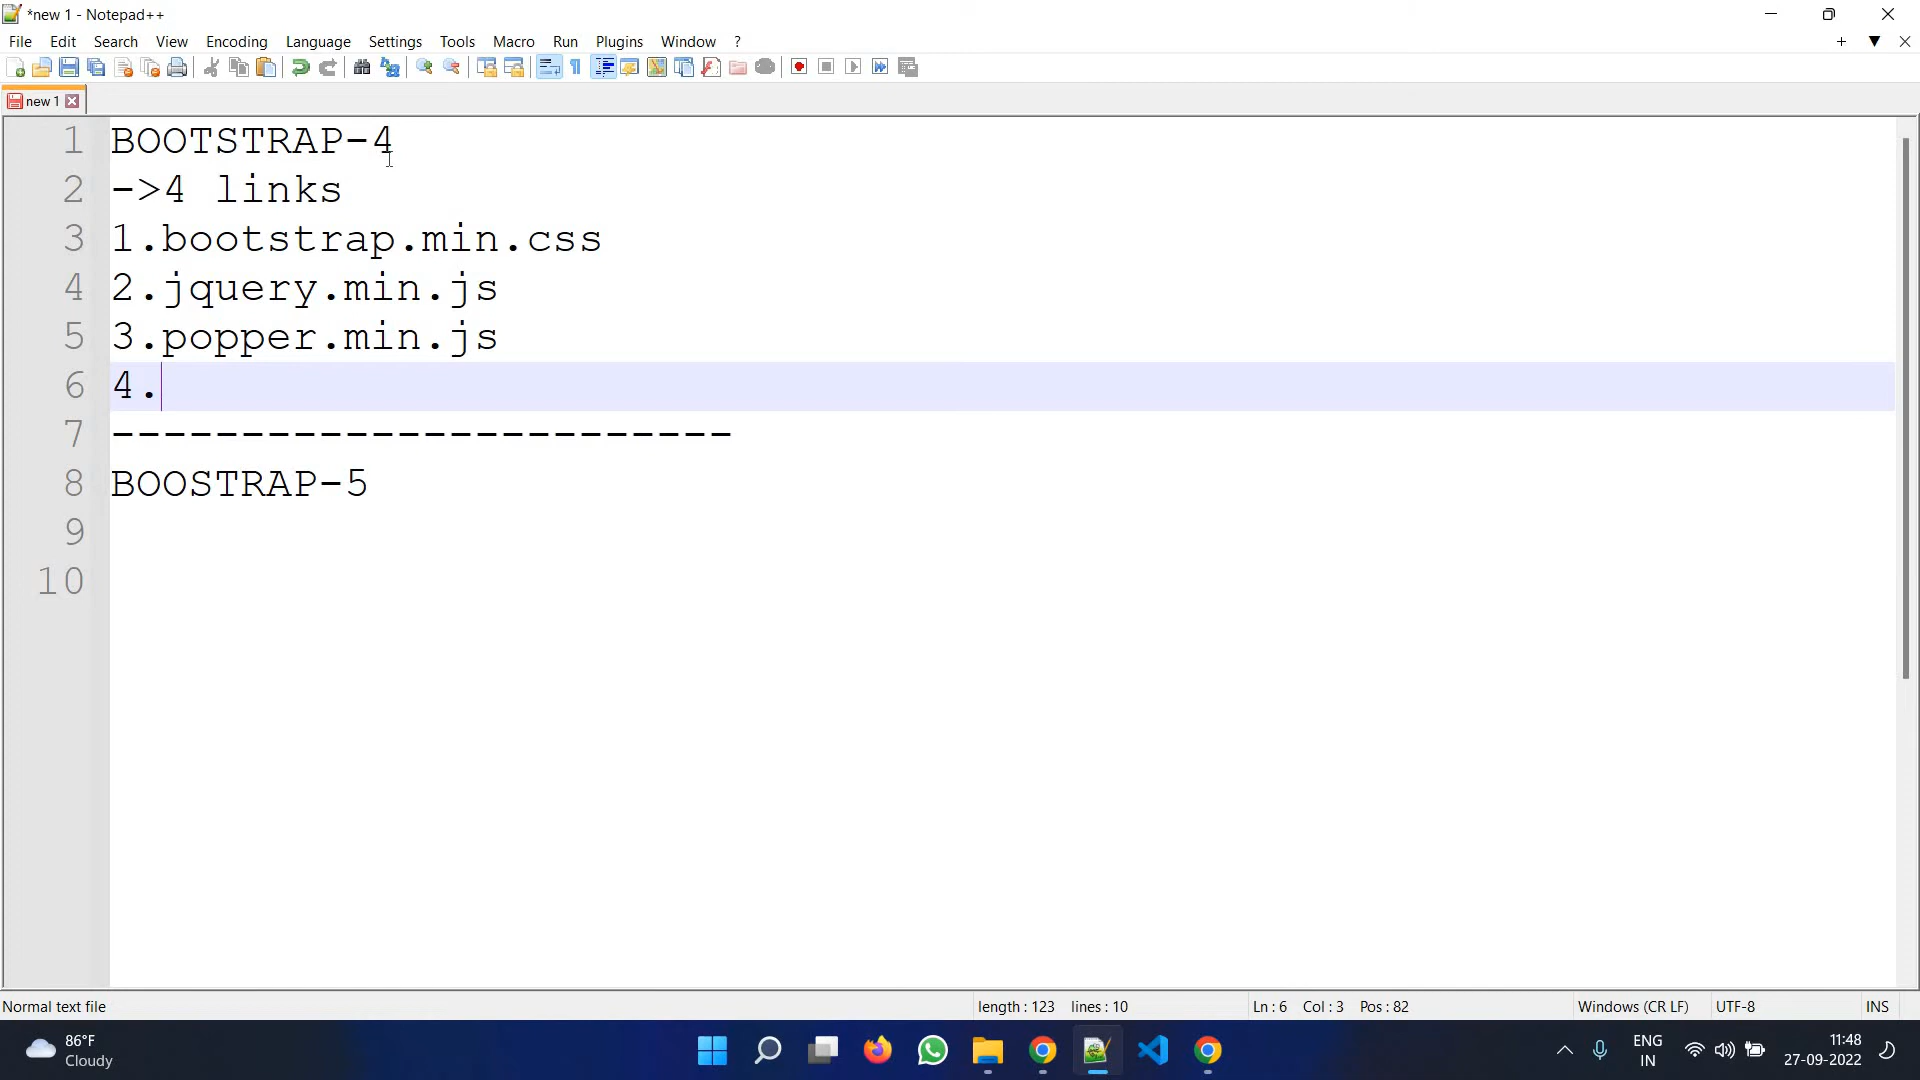 *new 1 - Notepad++
File Edit Search View Encoding Language Settings Tools Macro Run Plugins Window ?
new 1
1 BOOTSTRAP-4
2 ->4 links
3 1.bootstrap.min.css
4 2.jquery.min.js
5 3.popper.min.js
6 4.
7 ------------------------
8 BOOSTRAP-5
9
10
Normal text file length : 123 lines : 10 Ln : 6 Col : 3 Pos : 82 Windows (CR LF) UTF-8 INS
86°F
Cloudy
ENG
IN
11:48
27-09-2022